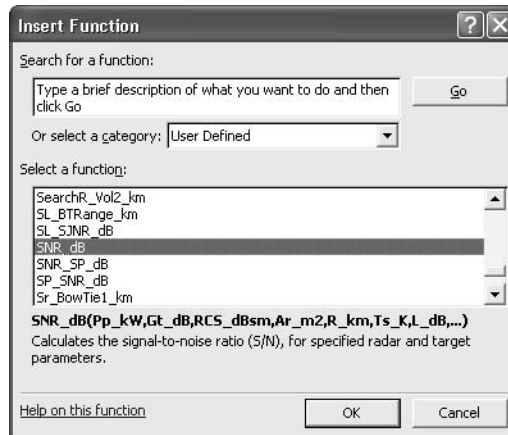 Insert Function
Search for a function:
Type a brief description of what you want to do and then
click Go
Go
Or select a category: User Defined
Select a function:
SearchR_Vol2_km
SL_BTRange_km
SL_SJNR_dB
SNR_dB
SNR_SP_dB
SP_SNR_dB
Sr_BowTie1_km
SNR_dB(Pp_kW,Gt_dB,RCS_dBsm,Ar_m2,R_km,Ts_K,L_dB,...)
Calculates the signal-to-noise ratio (S/N), for specified radar and target
parameters.
Help on this function
OK
Cancel